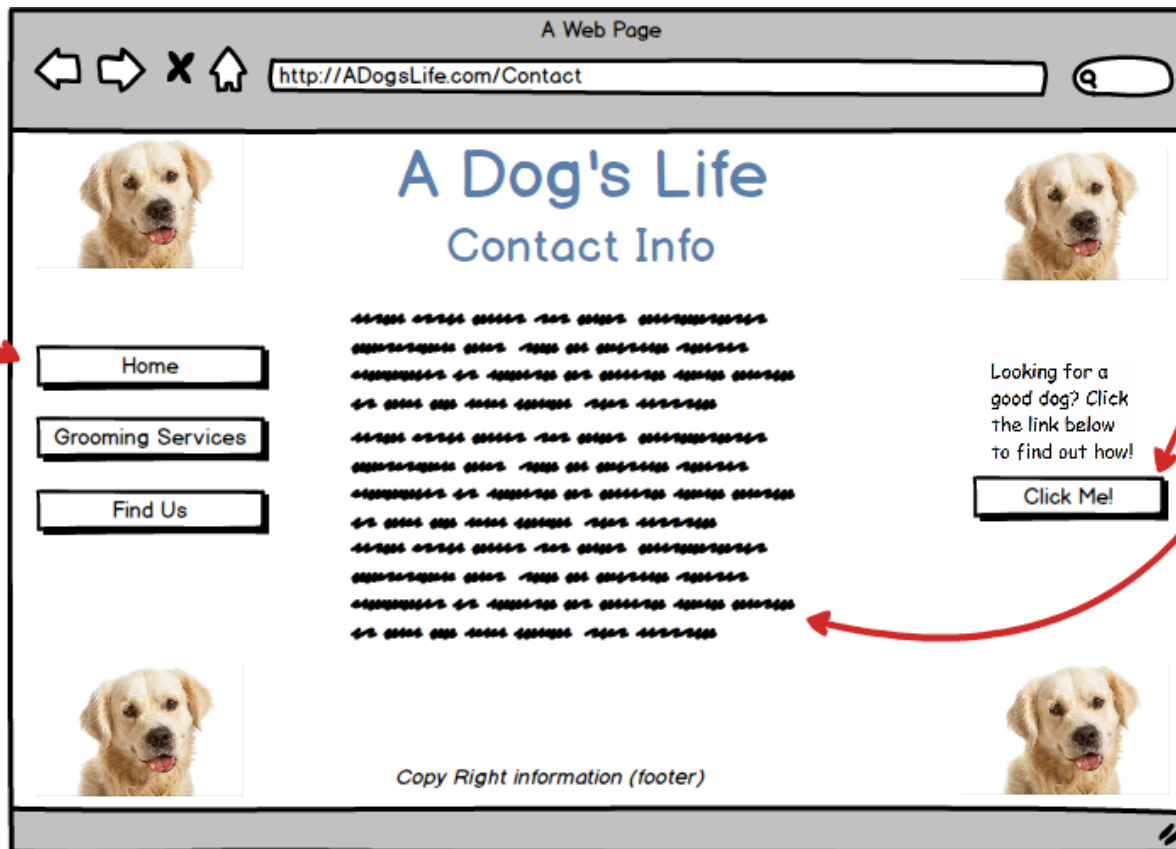 A Web Page
http://ADogsLife.com/Contact
A Dog's Life
Contact Info
Home
Grooming Services
Find Us
Looking for a
good dog? Click
the link below
to find out how!
Click Me!
Copy Right information (footer)